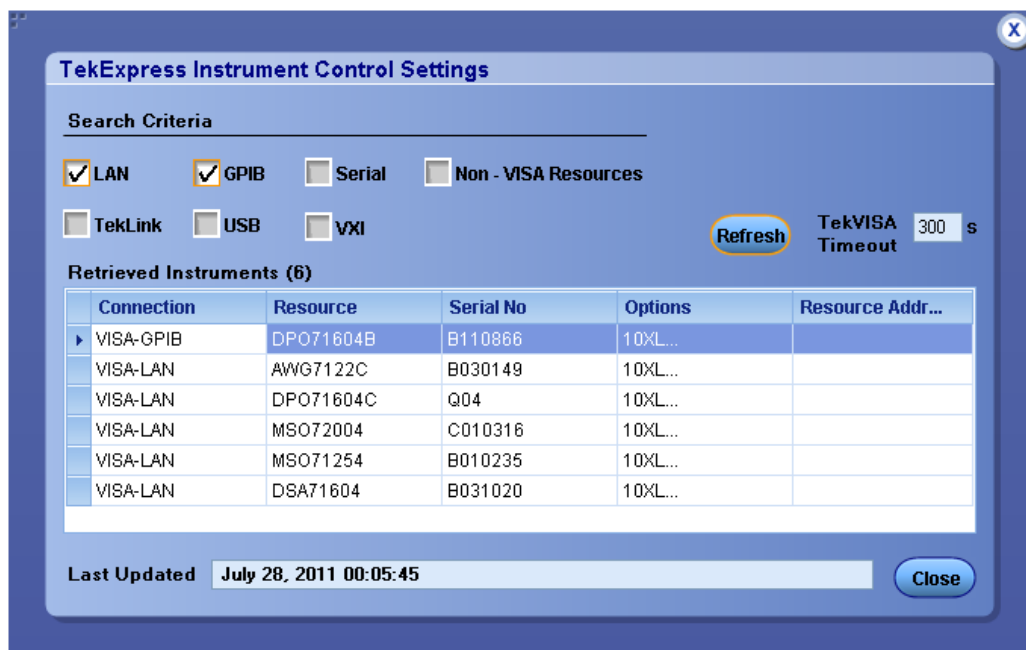 X
TekExpress Instrument Control Settings
Search Criteria
LAN GPIB Serial Non - VISA Resources
TekLink USB VXI
Refresh TekVISA Timeout 300 s
Retrieved Instruments (6)
Connection Resource Serial No Options Resource Addr...
VISA-GPIB DPO71604B B110866 10XL...
VISA-LAN AWG7122C B030149 10XL...
VISA-LAN DPO71604C Q04 10XL...
VISA-LAN MSO72004 C010316 10XL...
VISA-LAN MSO71254 B010235 10XL...
VISA-LAN DSA71604 B031020 10XL...
Last Updated July 28, 2011 00:05:45
Close